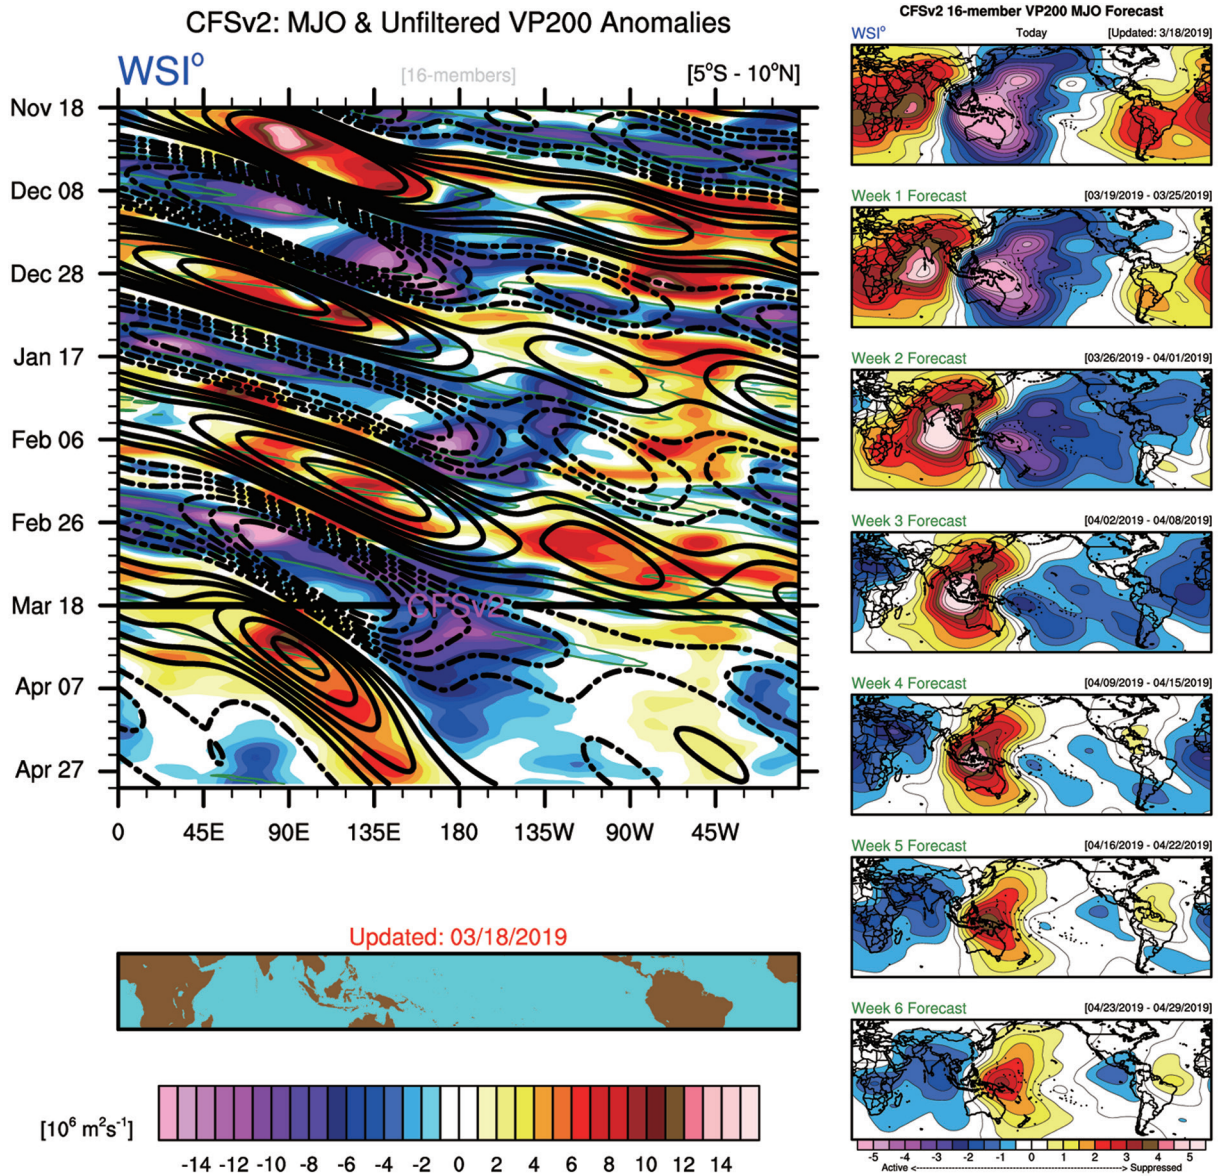 CFSv2: MJO & Unfiltered VP200 Anomalies
WSI°
[16-members]
[5°S - 10°N]
Nov 18
Dec 08
Dec 28
Jan 17
Feb 06
Feb 26
Mar 18
Apr 07
Apr 27
CFSv2
0 45E 90E 135E 180 135W 90W 45W
Updated: 03/18/2019
[10⁶ m²s⁻¹]
-14 -12 -10 -8 -6 -4 -2 0 2 4 6 8 10 12 14
CFSv2 16-member VP200 MJO Forecast
WSI° Today [Updated: 3/18/2019]
Week 1 Forecast [03/19/2019 - 03/25/2019]
Week 2 Forecast [03/26/2019 - 04/01/2019]
Week 3 Forecast [04/02/2019 - 04/08/2019]
Week 4 Forecast [04/09/2019 - 04/15/2019]
Week 5 Forecast [04/16/2019 - 04/22/2019]
Week 6 Forecast [04/23/2019 - 04/29/2019]
-5 -4 -3 -2 -1 0 1 2 3 4 5
Active <----------------------------------> Suppressed